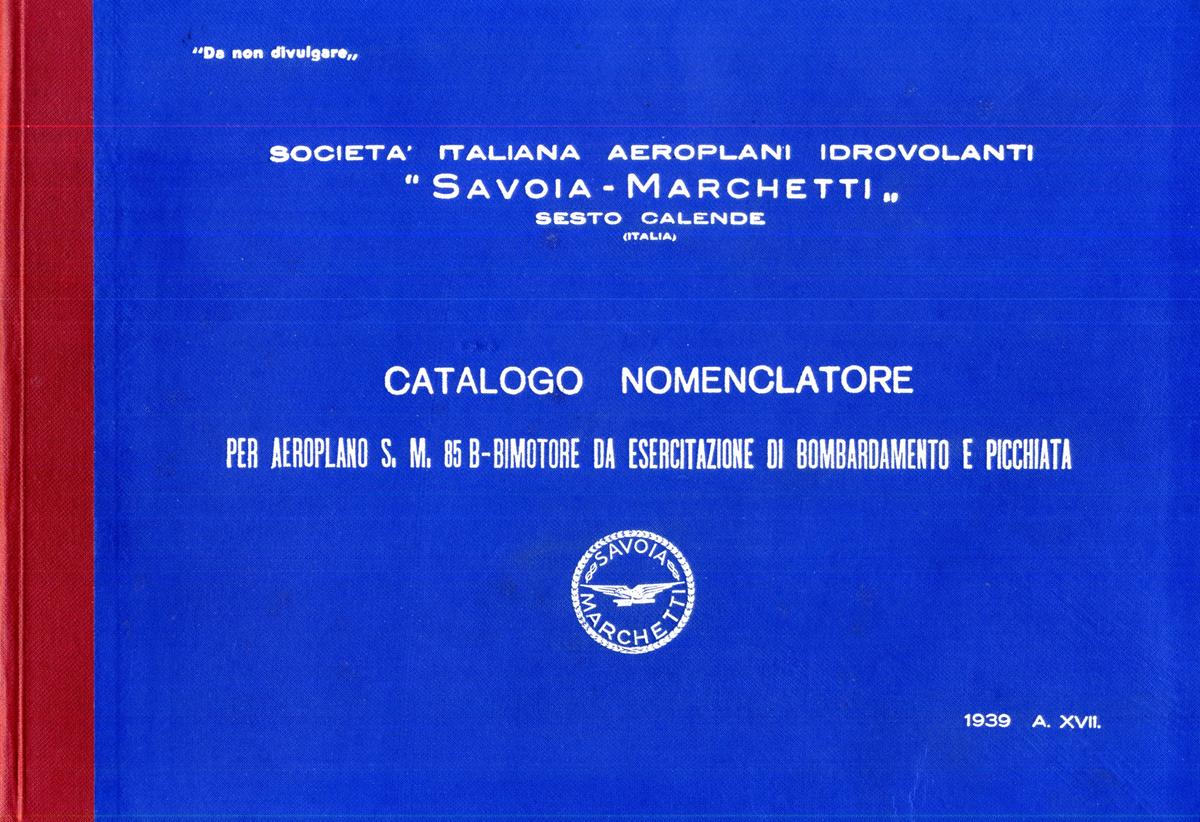 “Da non divulgare„
SOCIETA' ITALIANA AEROPLANI IDROVOLANTI
“SAVOIA-MARCHETTI„
SESTO CALENDE
(ITALIA)
CATALOGO NOMENCLATORE
PER AEROPLANO S. M. 85 B-BIMOTORE DA ESERCITAZIONE DI BOMBARDAMENTO E PICCHIATA
SAVOIA
MARCHETTI
1939 A. XVII.